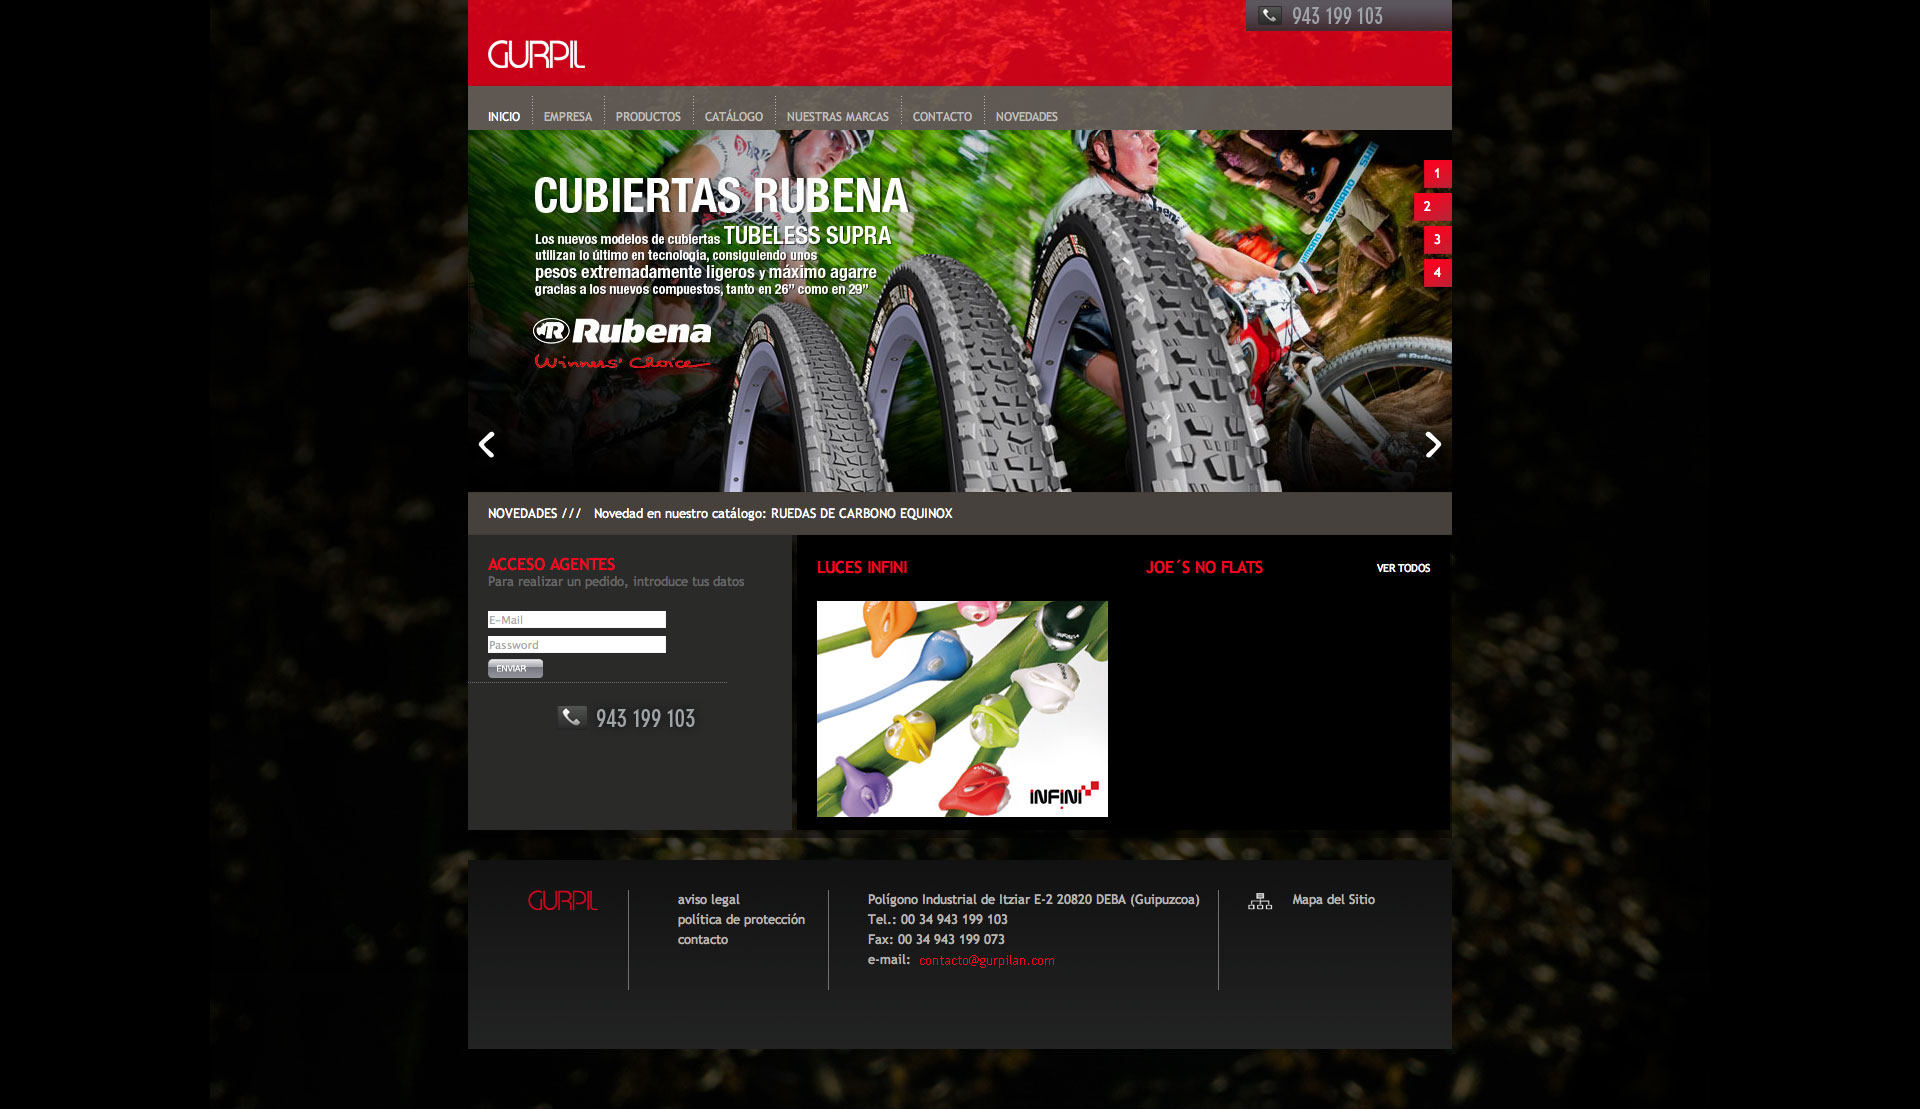 943 199 103
GURPIL
INICIO
EMPRESA
PRODUCTOS
CATÁLOGO
NUESTRAS MARCAS
CONTACTO
NOVEDADES
CUBIERTAS RUBENA
Los nuevos modelos de cubiertas TUBELESS SUPRA
utilizan lo último en tecnología, consiguiendo unos
pesos extremadamente ligeros y máximo agarre
gracias a los nuevos compuestos, tanto en 26” como en 29”
R Rubena
Winners' Choice
1
2
3
4
SHIMANO
Rubena
NOVEDADES /// Novedad en nuestro catálogo: RUEDAS DE CARBONO EQUINOX
ACCESO AGENTES
Para realizar un pedido, introduce tus datos
E-Mail
Password
ENVIAR
943 199 103
LUCES INFINI
INFINI
JOE´S NO FLATS
VER TODOS
GURPIL
aviso legal
política de protección
contacto
Polígono Industrial de Itziar E-2 20820 DEBA (Guipuzcoa)
Tel.: 00 34 943 199 103
Fax: 00 34 943 199 073
e-mail: contacto@gurpilan.com
Mapa del Sitio